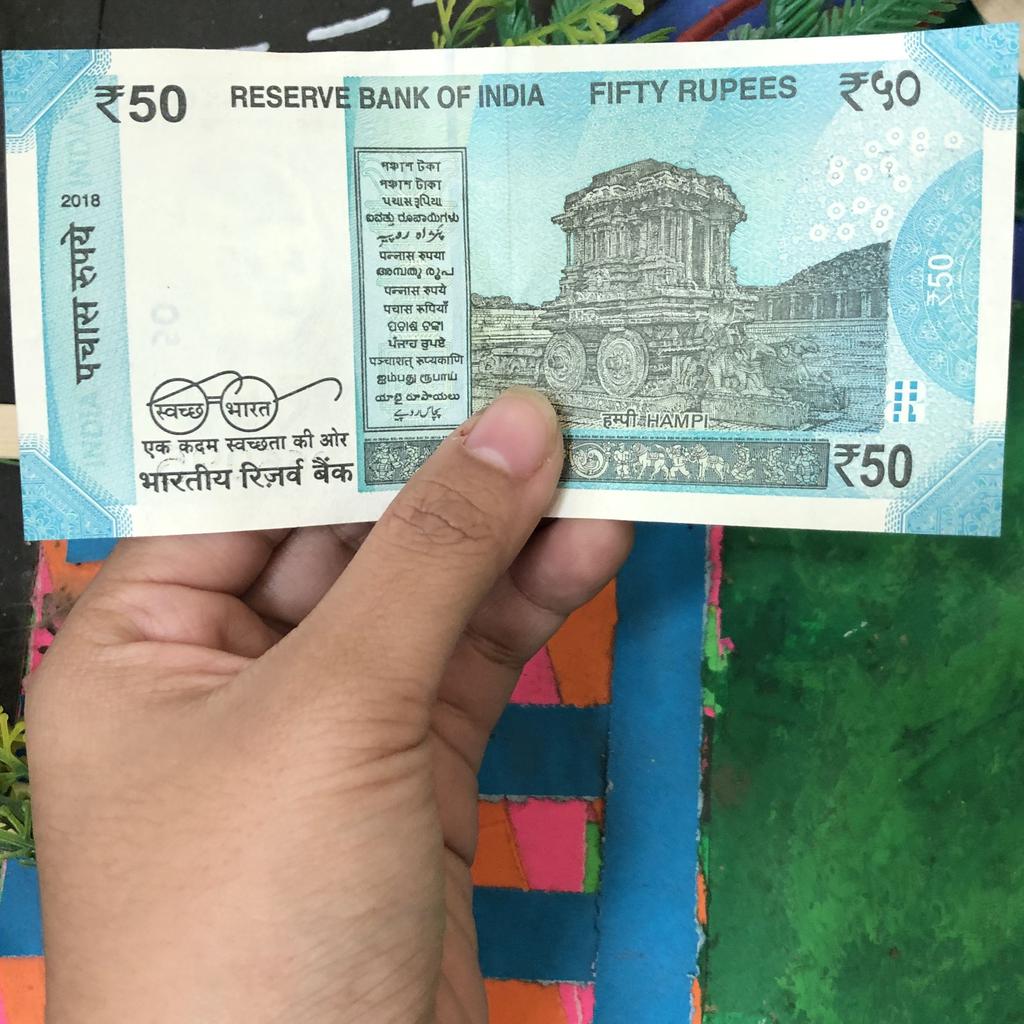 ₹50 RESERVE BANK OF INDIA FIFTY RUPEES ₹५०
2018
पचास रुपये
পঞ্চাশ টকা
পঞ্চাশ টাকা
પચાસ રૂપિયા
ಐವತ್ತು ರೂಪಾಯಿಗಳು
पन्नास रुपया
അമ്പതു രൂപ
पन्नास रुपये
पचास रूपियाँ
ପଚାଶ ଟଙ୍କା
ਪੰਜਾਹ ਰੁਪਏ
पञ्चाशत् रूप्यकाणि
ஐம்பது ரூபாய்
యాభై రూపాయలు
پچاس روپے
₹50
स्वच्छ भारत
एक कदम स्वच्छता की ओर
भारतीय रिज़र्व बैंक
हम्पी HAMPI
₹50